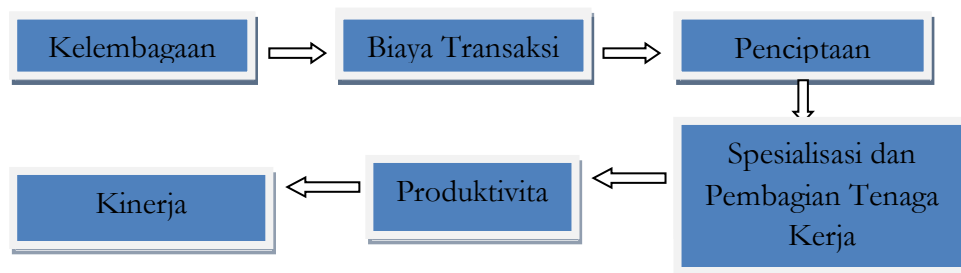 Kelembagaan
Biaya Transaksi
Penciptaan
Spesialisasi dan
Pembagian Tenaga
Kerja
Produktivita
Kinerja